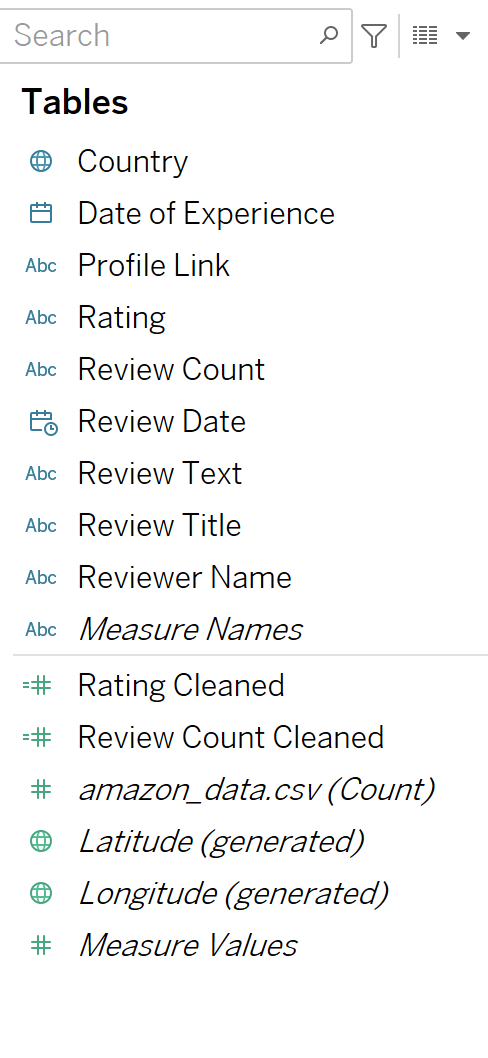 Search
Tables
Country
Date of Experience
Abc Profile Link
Abc Rating
Abc Review Count
Review Date
Abc Review Text
Abc Review Title
Abc Reviewer Name
Abc Measure Names
=# Rating Cleaned
=# Review Count Cleaned
# amazon_data.csv (Count)
Latitude (generated)
Longitude (generated)
# Measure Values